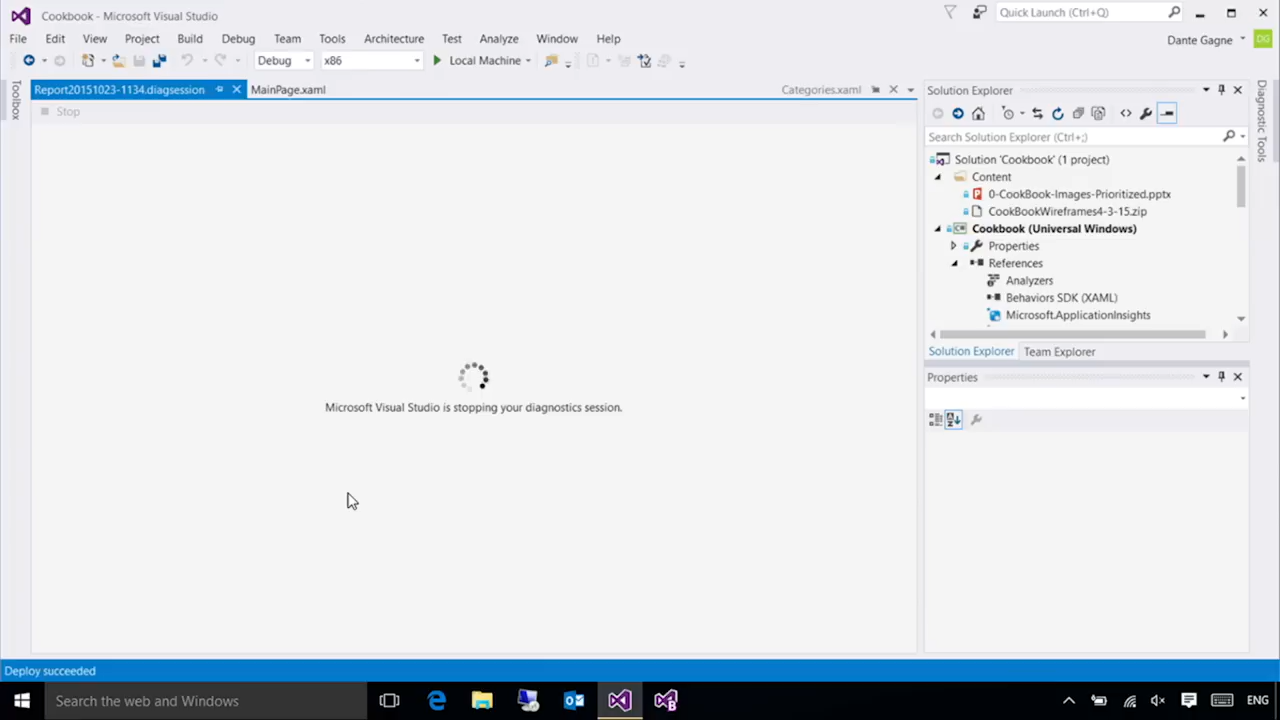 Cookbook - Microsoft Visual Studio
Quick Launch (Ctrl+Q)
File Edit View Project Build Debug Team Tools Architecture Test Analyze Window Help
Dante Gagne
DG
Debug x86 Local Machine
Toolbox
Report20151023-1134.diagsession MainPage.xaml Categories.xaml
Stop
Microsoft Visual Studio is stopping your diagnostics session.
Solution Explorer
Search Solution Explorer (Ctrl+;)
Solution 'Cookbook' (1 project)
Content
0-CookBook-Images-Prioritized.pptx
CookBookWireframes4-3-15.zip
Cookbook (Universal Windows)
Properties
References
Analyzers
Behaviors SDK (XAML)
Microsoft.ApplicationInsights
Solution Explorer Team Explorer
Properties
Diagnostic Tools
Deploy succeeded
Search the web and Windows
ENG